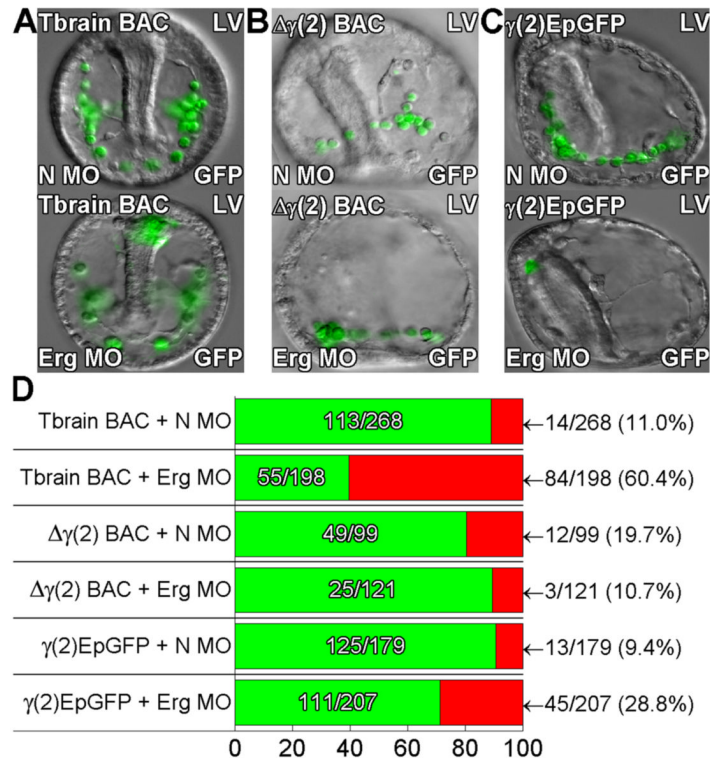 A Tbrain BAC LV
N MO GFP
Tbrain BAC LV
Erg MO GFP
B Δγ(2) BAC LV
N MO GFP
Δγ(2) BAC LV
Erg MO GFP
C γ(2)EpGFP LV
N MO GFP
γ(2)EpGFP LV
Erg MO GFP
D
Tbrain BAC + N MO 113/268 ←14/268 (11.0%)
Tbrain BAC + Erg MO 55/198 ←84/198 (60.4%)
Δγ(2) BAC + N MO 49/99 ←12/99 (19.7%)
Δγ(2) BAC + Erg MO 25/121 ←3/121 (10.7%)
γ(2)EpGFP + N MO 125/179 ←13/179 (9.4%)
γ(2)EpGFP + Erg MO 111/207 ←45/207 (28.8%)
0 20 40 60 80 100